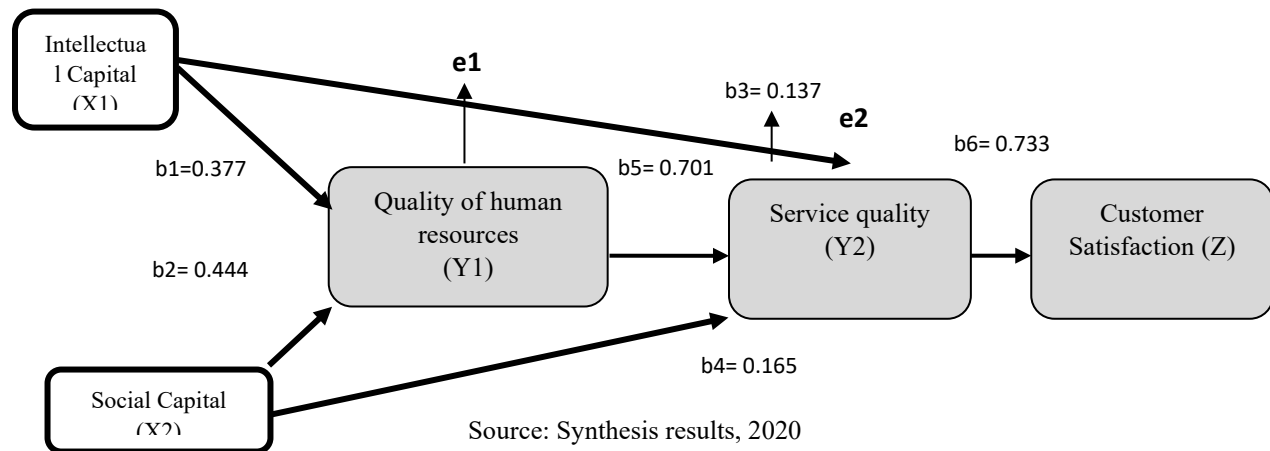 Intellectua
l Capital
(X1)
e1
b3= 0.137
e2
b1=0.377
b5= 0.701
b6= 0.733
Quality of human
resources
(Y1)
Service quality
(Y2)
Customer
Satisfaction (Z)
b2= 0.444
b4= 0.165
Social Capital
(X2)
Source: Synthesis results, 2020